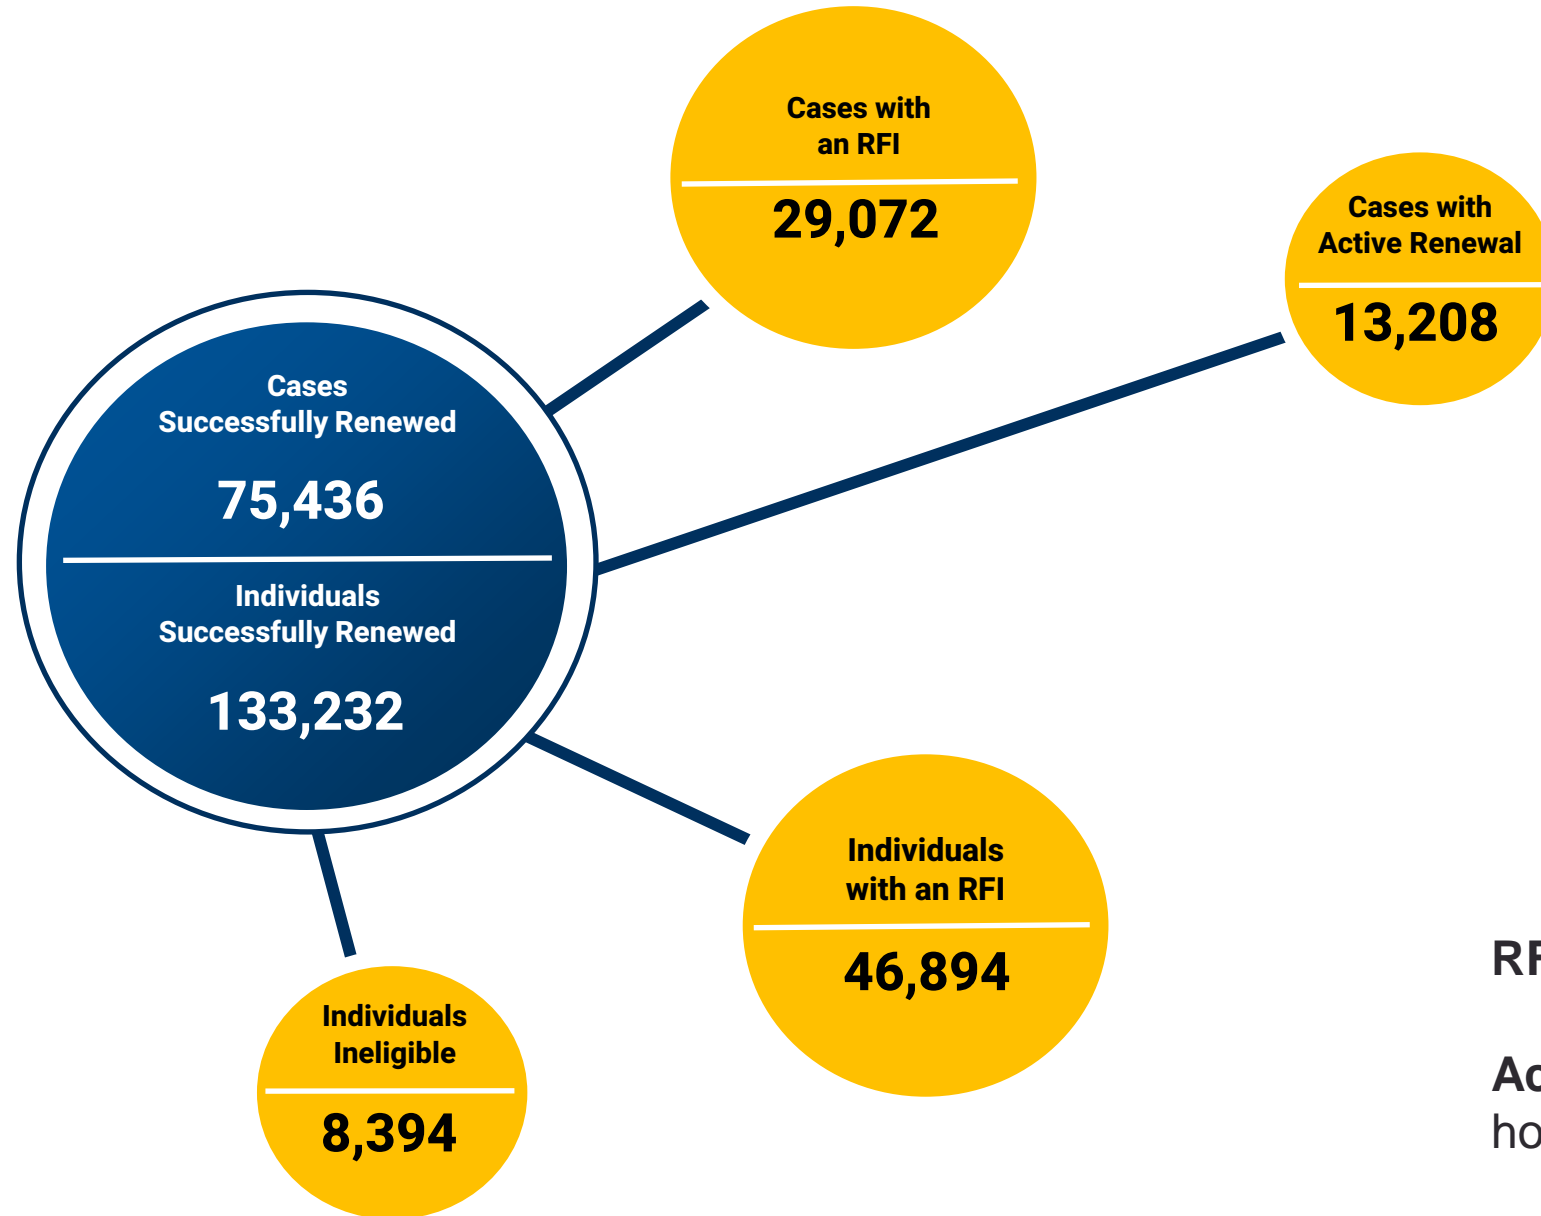 Cases with
an RFI
29,072
Cases with
Active Renewal
13,208
Cases
Successfully Renewed
75,436
Individuals
Successfully Renewed
133,232
Individuals
with an RFI
46,894
Individuals
Ineligible
8,394